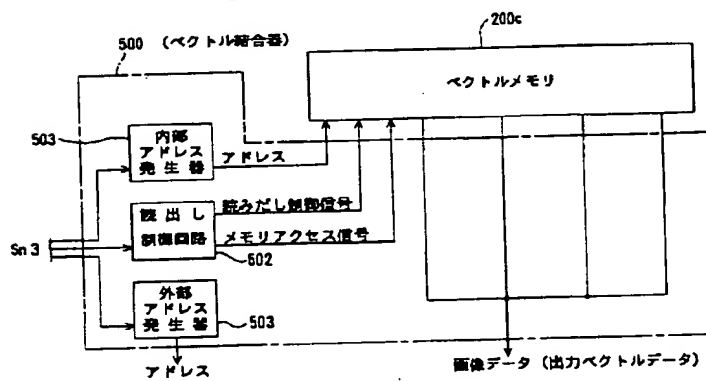 500 (ベクトル結合器)
200c
ベクトルメモリ
503
内部
アドレス
発生器
アドレス
読出し
制御回路
読みだし制御信号
メモリアクセス信号
Sn3
502
外部
アドレス
発生器
503
アドレス
画像データ (出力ベクトルデータ)